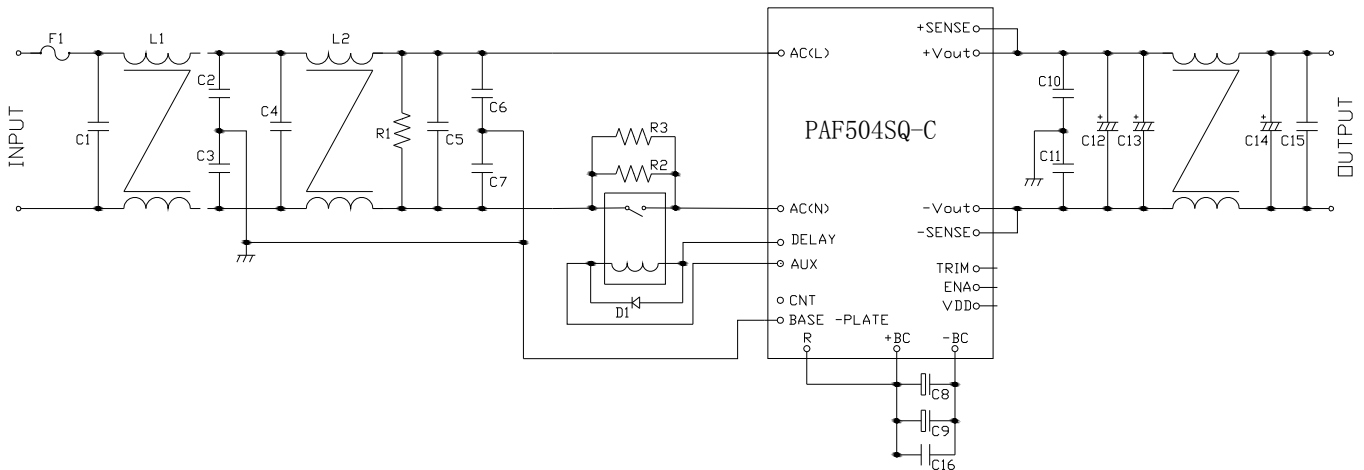 F1
L1
L2
C1
C2
C3
C4
R1
C5
C6
C7
R3
R2
D1
INPUT
AC(L)
AC(N)
DELAY
AUX
CNT
BASE -PLATE
PAF504SQ-C
+SENSE
+Vout
-Vout
-SENSE
TRIM
ENA
VDD
R
+BC
-BC
C8
C9
C16
C10
C11
C12
C13
C14
C15
OUTPUT